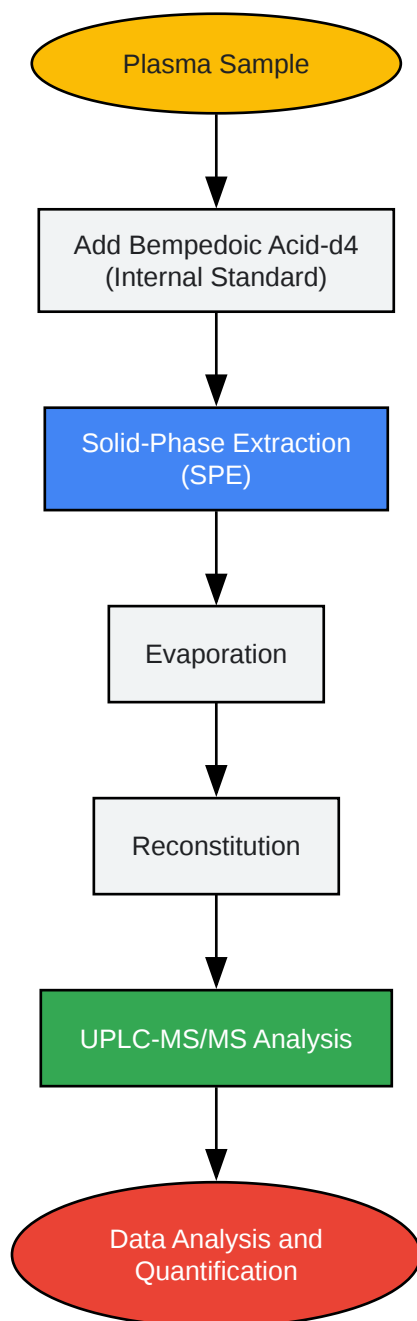 Plasma Sample
Add Bempedoic Acid-d4
(Internal Standard)
Solid-Phase Extraction
(SPE)
Evaporation
Reconstitution
UPLC-MS/MS Analysis
Data Analysis and
Quantification